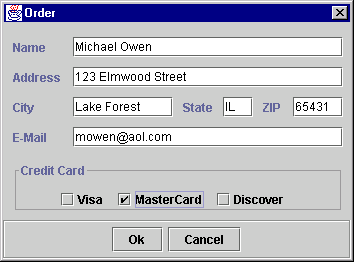 Order
Name Michael Owen
Address 123 Elmwood Street
City Lake Forest State IL ZIP 65431
E-Mail mowen@aol.com
Credit Card
Visa MasterCard Discover
Ok Cancel